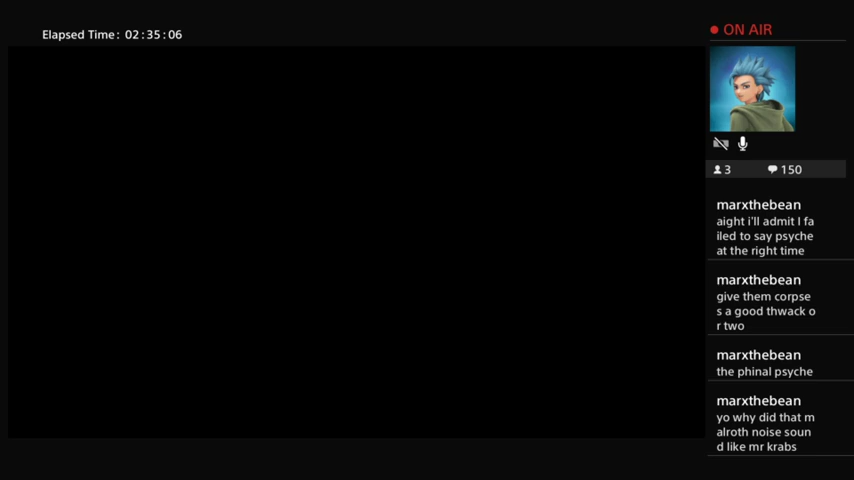 Elapsed Time: 02:35:06
ON AIR
3 150
marxthebean
aight i'll admit I fa
iled to say psyche
at the right time
marxthebean
give them corpse
s a good thwack o
r two
marxthebean
the phinal psyche
marxthebean
yo why did that m
alroth noise soun
d like mr krabs